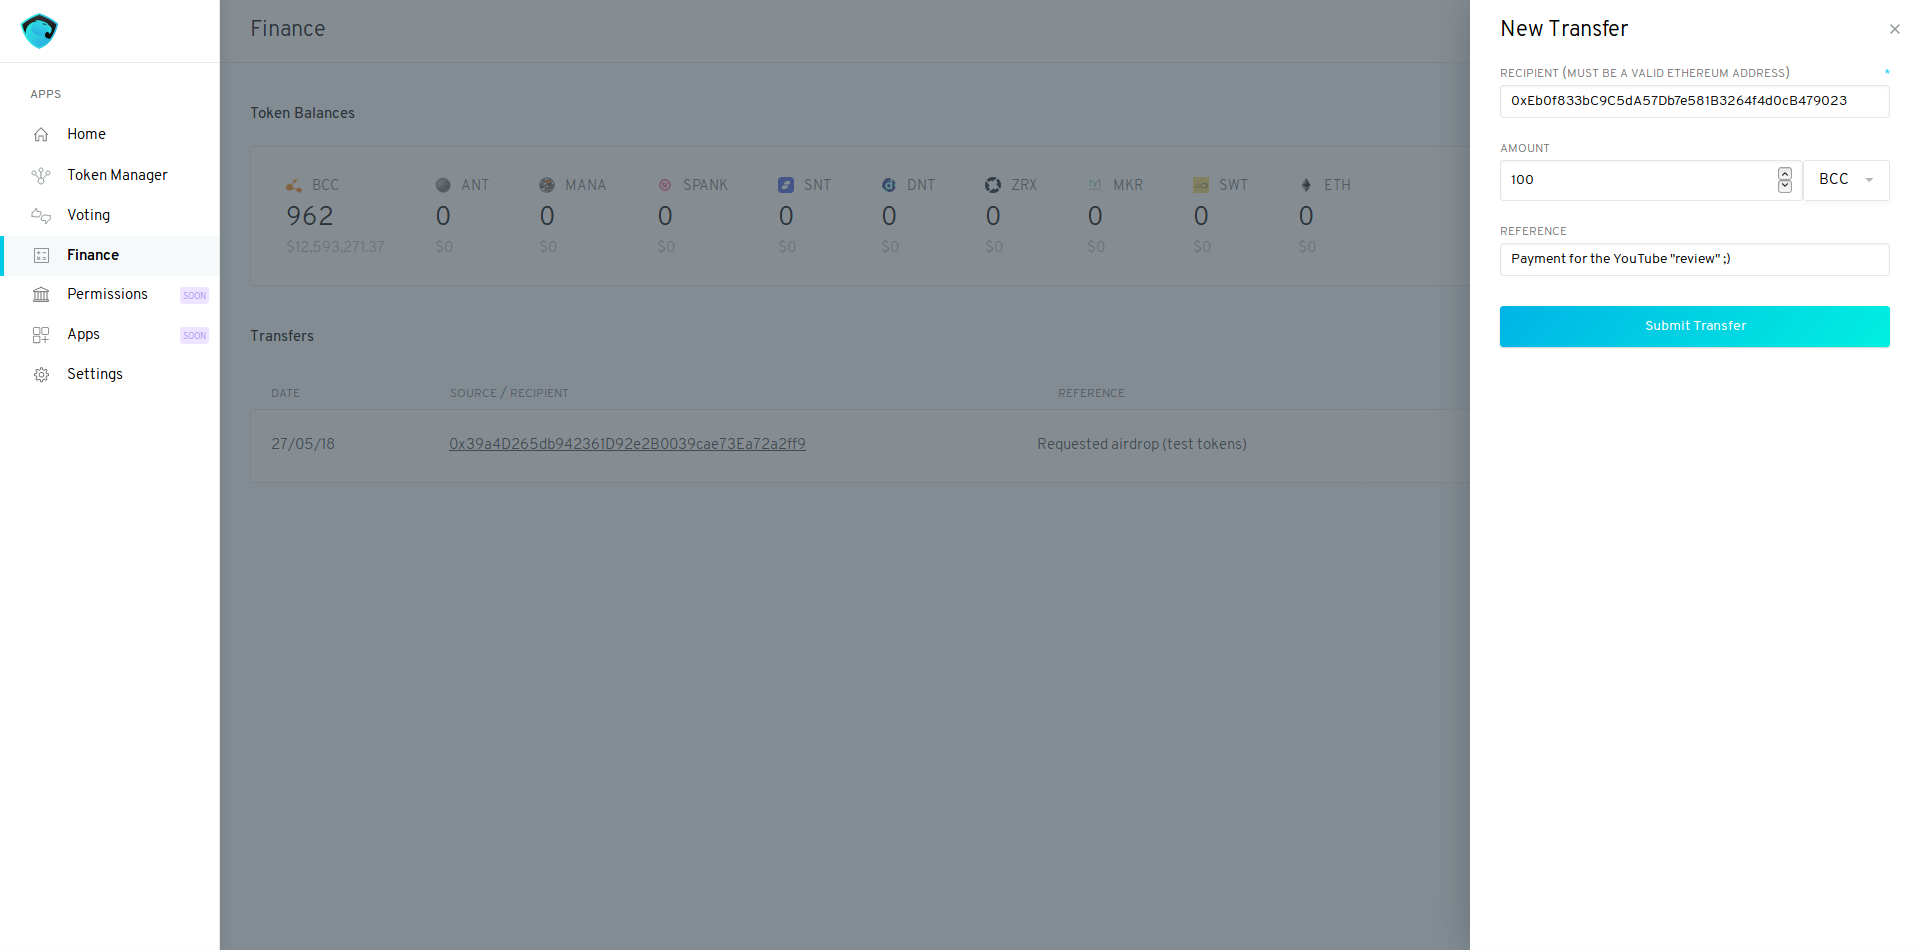 APPS
Home
Token Manager
Voting
Finance
Permissions SOON
Apps SOON
Settings
Finance
Token Balances
BCC ANT MANA SPANK SNT DNT ZRX MKR SWT ETH
962 0 0 0 0 0 0 0 0 0
$12,593,271.37 $0 $0 $0 $0 $0 $0 $0 $0 $0
Transfers
DATE SOURCE / RECIPIENT REFERENCE
27/05/18 0x39a4D265db942361D92e2B0039cae73Ea72a2ff9 Requested airdrop (test tokens)
New Transfer ×
RECIPIENT (MUST BE A VALID ETHEREUM ADDRESS) *
0xEb0f833bC9C5dA57Db7e581B3264f4d0cB479023
AMOUNT
100 BCC
REFERENCE
Payment for the YouTube "review" ;)
Submit Transfer